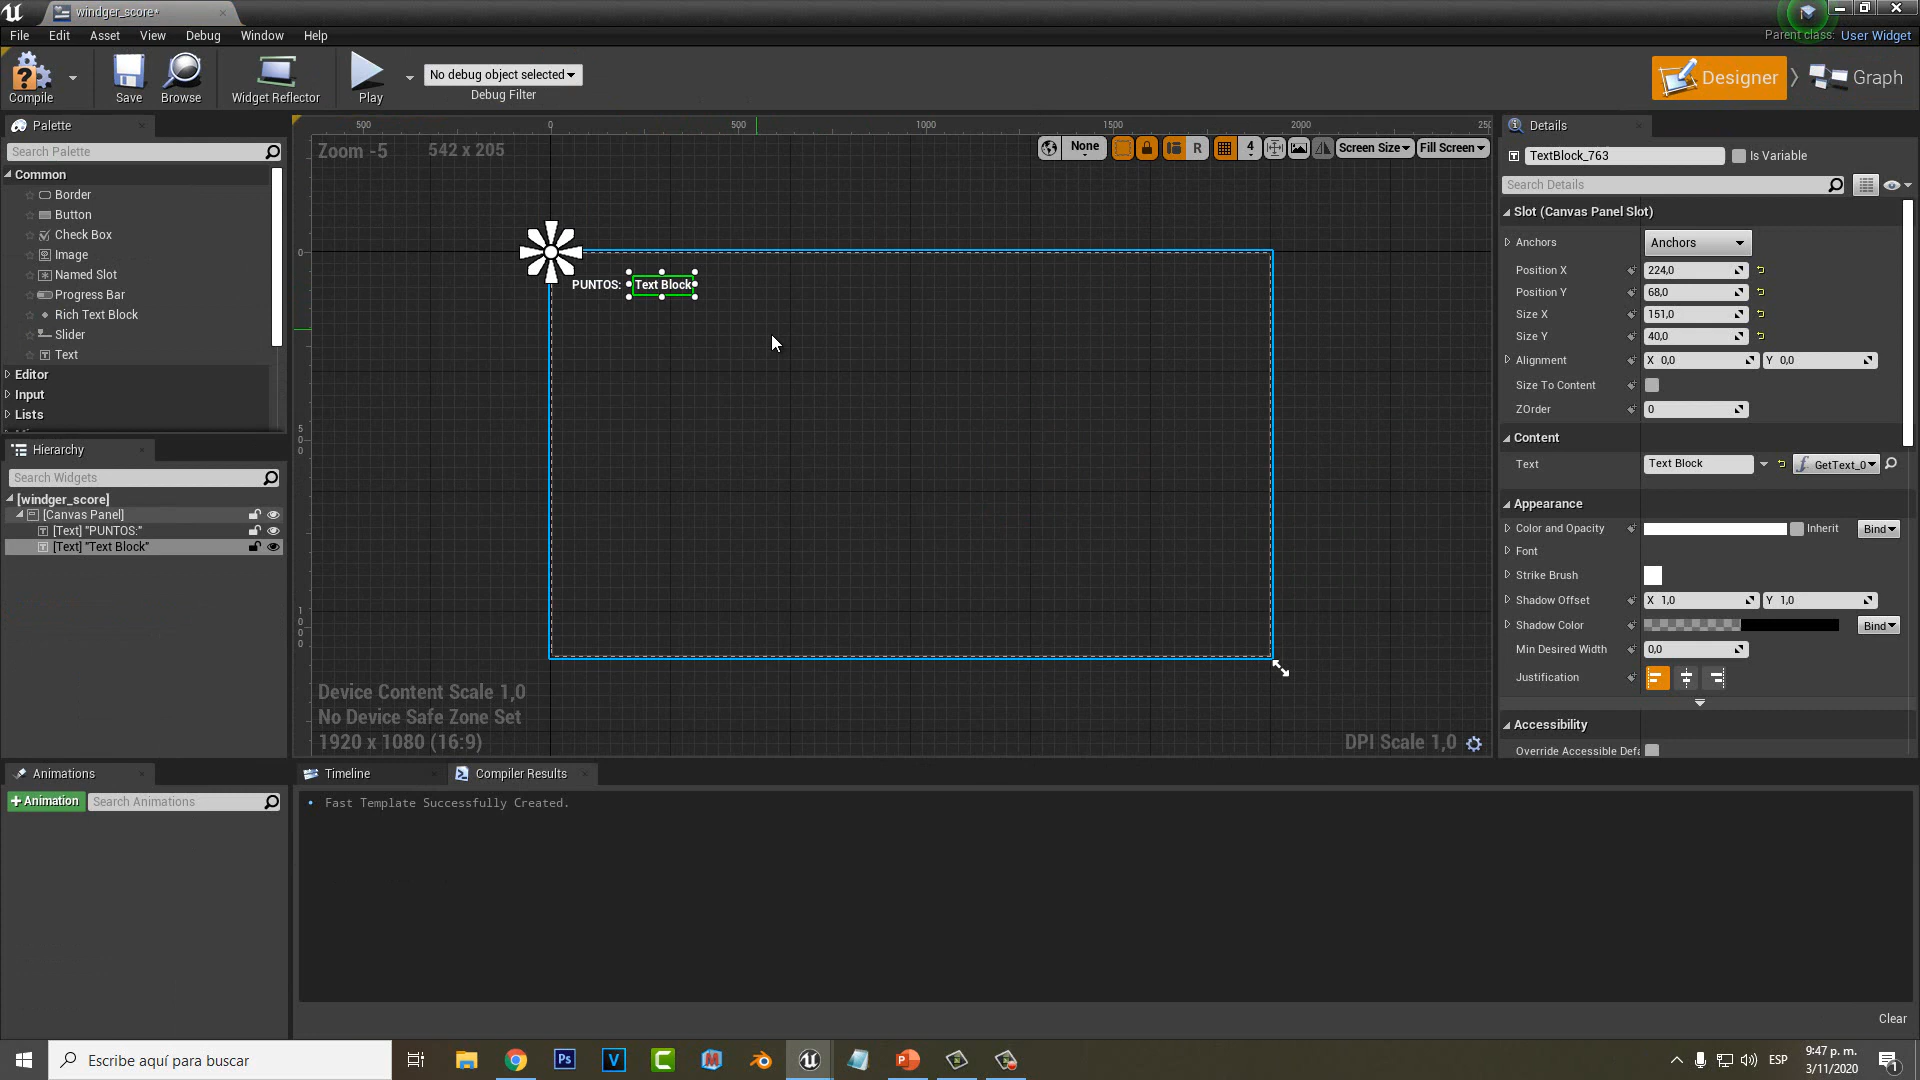 windger_score*
File Edit Asset View Debug Window Help
Parent class: User Widget
Compile Save Browse Widget Reflector Play No debug object selected Debug Filter Designer Graph
Palette
Search Palette
Common
Border
Button
Check Box
Image
Named Slot
Progress Bar
Rich Text Block
Slider
Text
Editor
Input
Lists
Hierarchy
Search Widgets
[windger_score]
[Canvas Panel]
[Text] "PUNTOS:"
[Text] "Text Block"
Animations
+ Animation Search Animations
500 0 500 1000 1500 2000 250
Zoom -5 542 x 205
None R 4 Screen Size Fill Screen
0
500
1000
PUNTOS: Text Block
Device Content Scale 1,0
No Device Safe Zone Set
1920 x 1080 (16:9)
DPI Scale 1,0
Timeline Compiler Results
• Fast Template Successfully Created.
Clear
Details
TextBlock_763 Is Variable
Search Details
Slot (Canvas Panel Slot)
Anchors Anchors
Position X 224,0
Position Y 68,0
Size X 151,0
Size Y 40,0
Alignment X 0,0 Y 0,0
Size To Content
ZOrder 0
Content
Text Text Block GetText_0
Appearance
Color and Opacity Inherit Bind
Font
Strike Brush
Shadow Offset X 1,0 Y 1,0
Shadow Color Bind
Min Desired Width 0,0
Justification
Accessibility
Override Accessible Defa
Escribe aquí para buscar
Ps V C M P
ESP
9:47 p. m.
3/11/2020
1